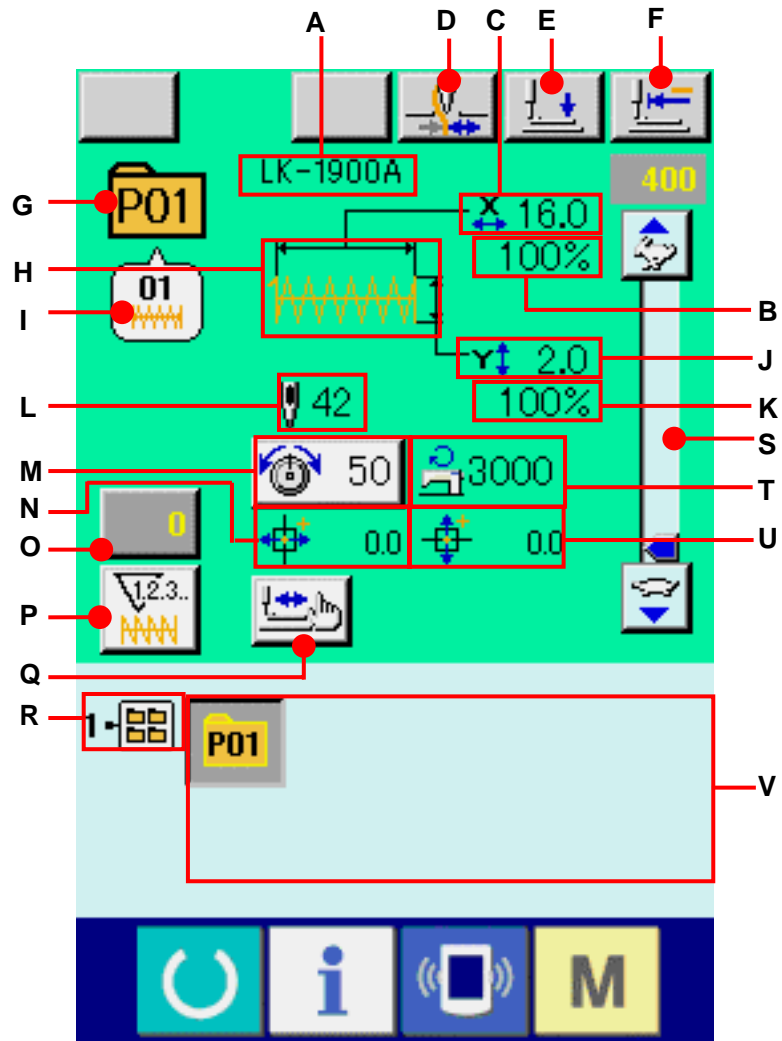 A
D
C
E
F
LK-1900A
400
G
P01
X 16.0
H
100%
01
I
B
Y 2.0
J
L
42
100%
K
S
M
50
3000
T
N
0
0.0
0.0
U
O
1.2.3..
P
Q
R
1
P01
V
i
M